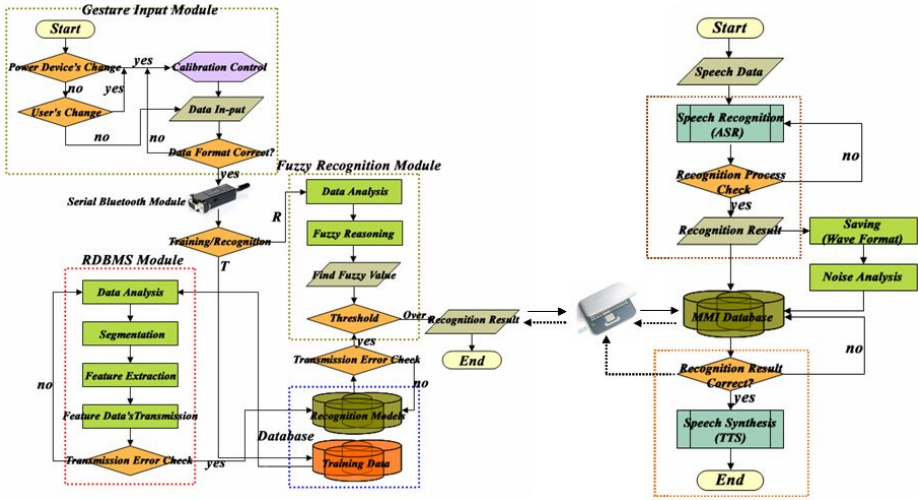 Gesture Input Module
Start
Power Device's Change
yes
Calibration Control
no
yes
User's Change
Data In-put
no
no
Data Format Correct?
yes
Serial Bluetooth Module
Training/Recognition
R
T
Fuzzy Recognition Module
Data Analysis
Fuzzy Reasoning
Find Fuzzy Value
Threshold
Over
Recognition Result
End
yes
Transmission Error Check
no
Recognition Models
Database
Training Data
RDBMS Module
Data Analysis
Segmentation
Feature Extraction
Feature Data'sTransmission
Transmission Error Check
no
yes
Start
Speech Data
Speech Recognition
(ASR)
no
Recognition Process
Check
yes
Recognition Result
Saving
(Wave Format)
Noise Analysis
MMI Database
no
Recognition Result
Correct?
yes
Speech Synthesis
(TTS)
End